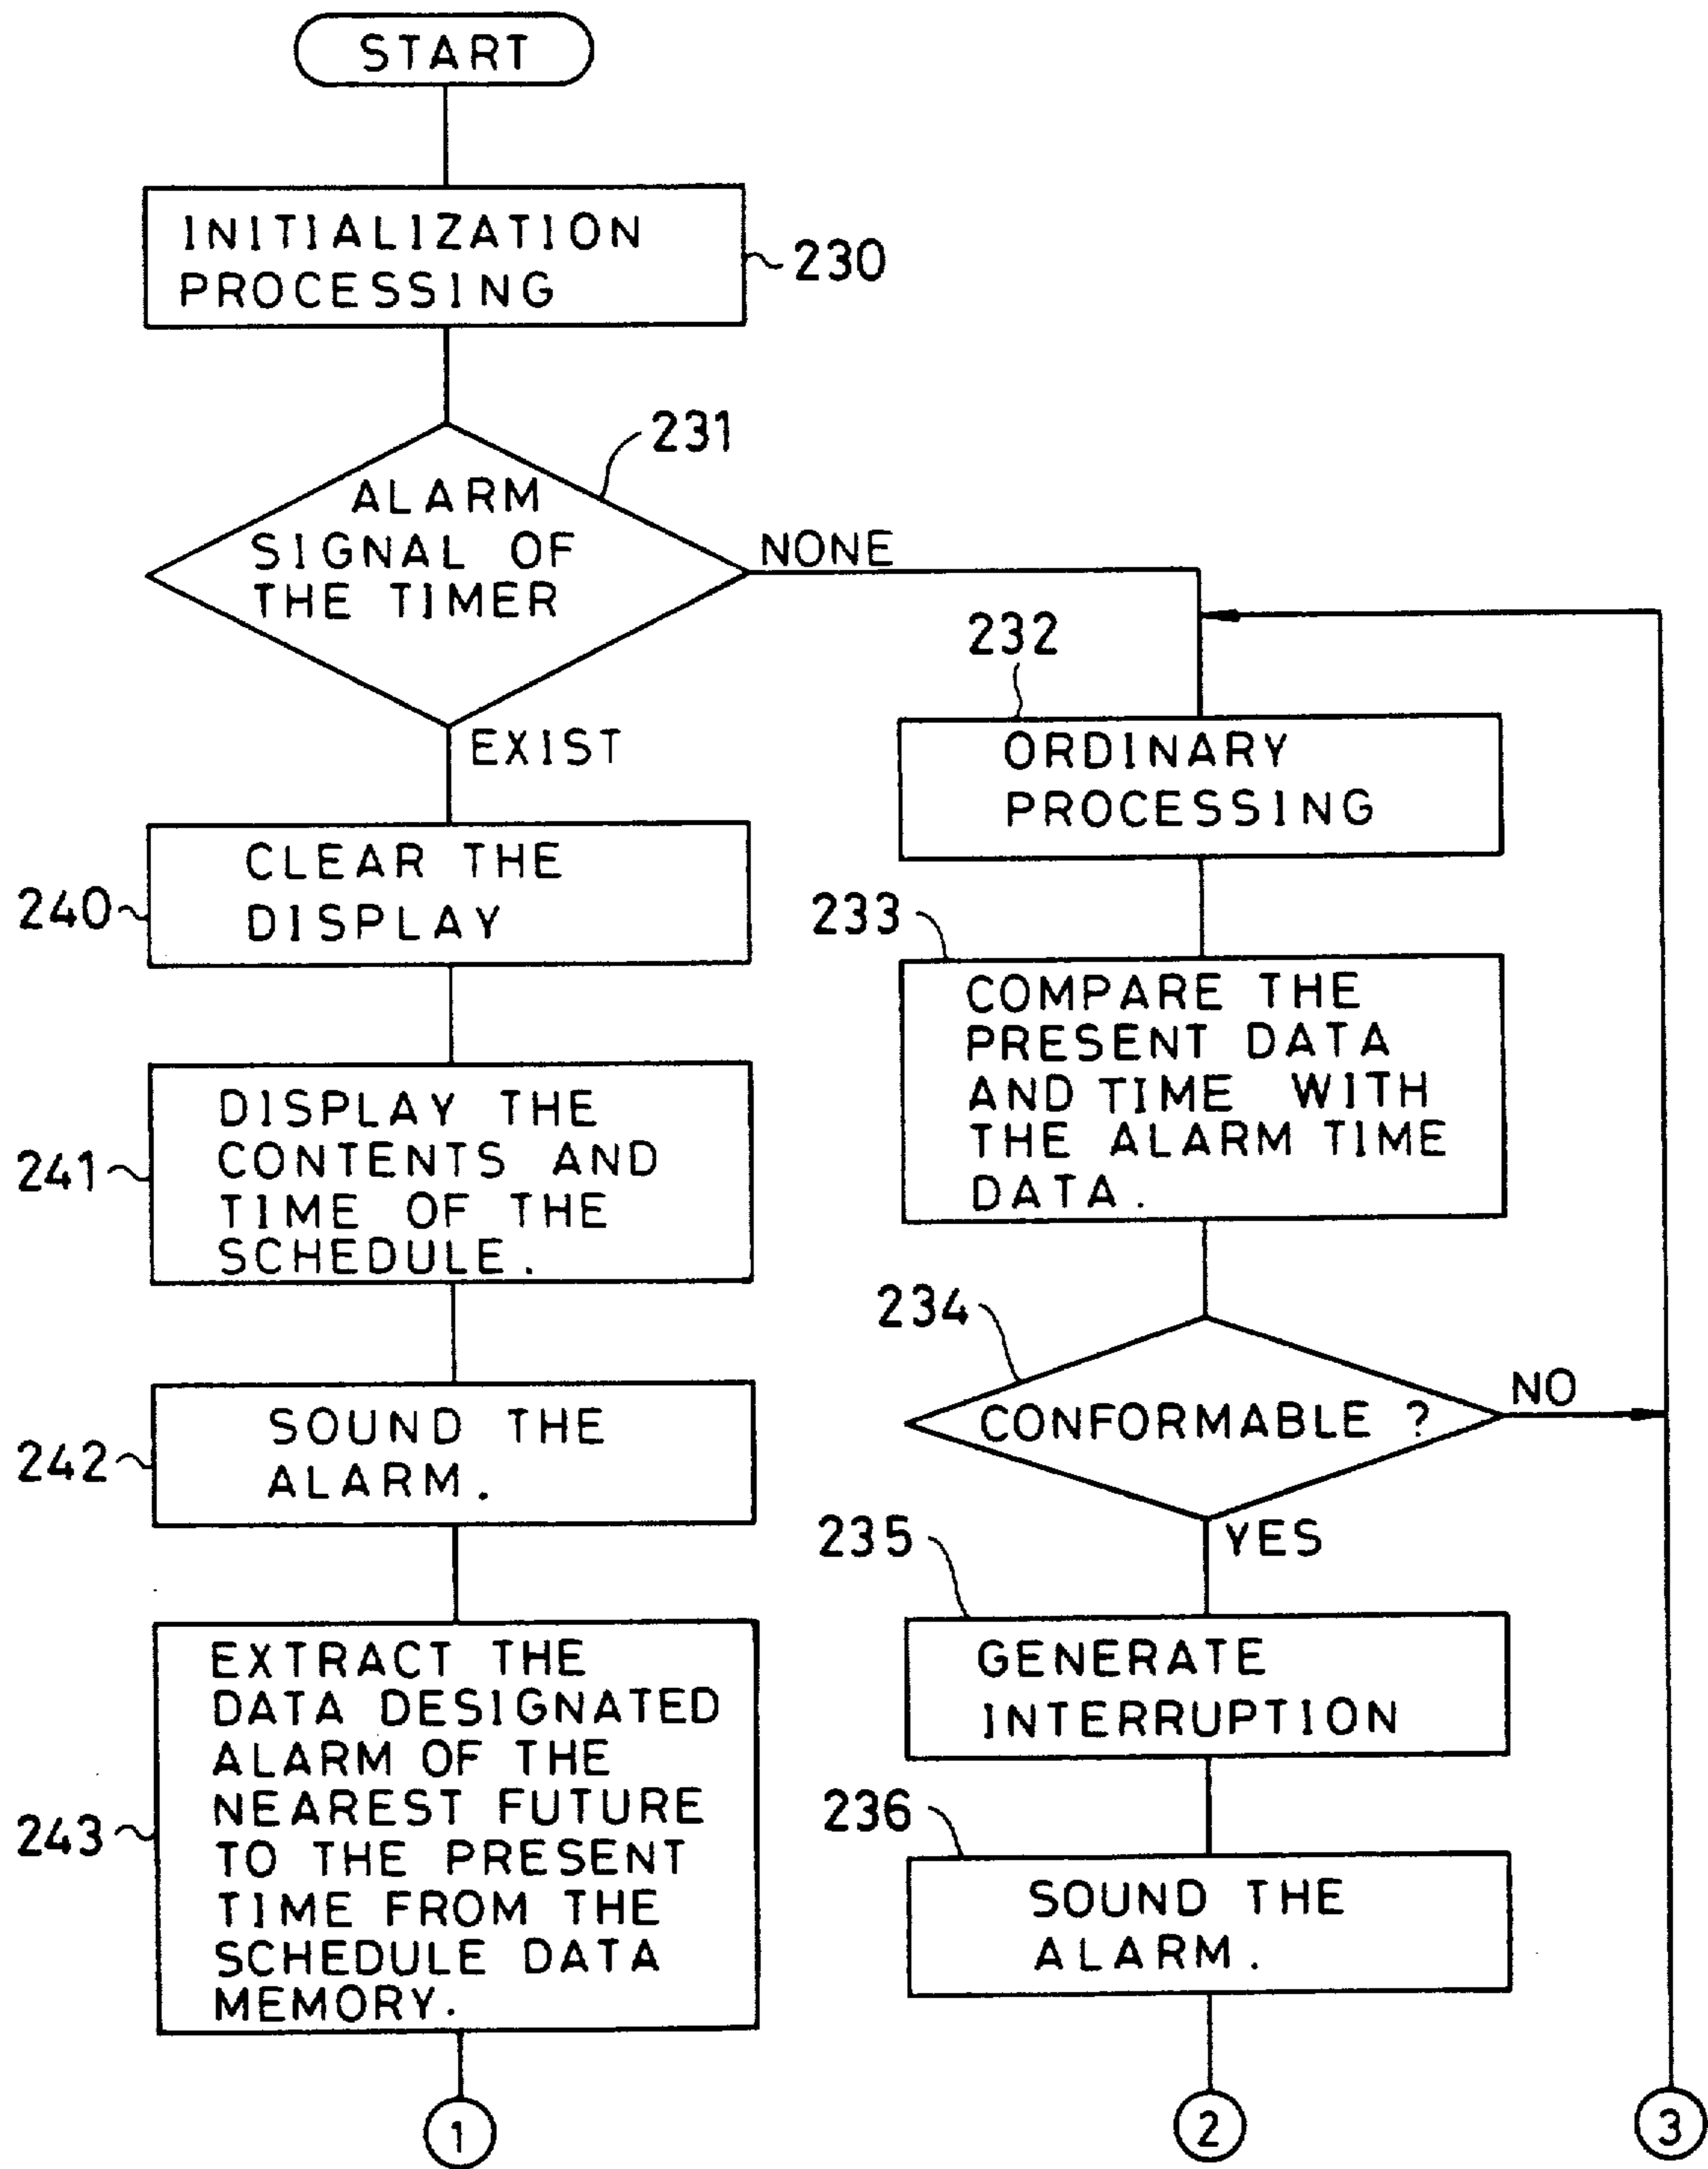 START
INITIALIZATION
PROCESSING
230
231
ALARM
SIGNAL OF
THE TIMER
NONE
EXIST
232
ORDINARY
PROCESSING
240
CLEAR THE
DISPLAY
233
COMPARE THE
PRESENT DATA
AND TIME WITH
THE ALARM TIME
DATA.
241
DISPLAY THE
CONTENTS AND
TIME OF THE
SCHEDULE.
234
CONFORMABLE ?
NO
YES
242
SOUND THE
ALARM.
235
GENERATE
INTERRUPTION
243
EXTRACT THE
DATA DESIGNATED
ALARM OF THE
NEAREST FUTURE
TO THE PRESENT
TIME FROM THE
SCHEDULE DATA
MEMORY.
236
SOUND THE
ALARM.
1
2
3